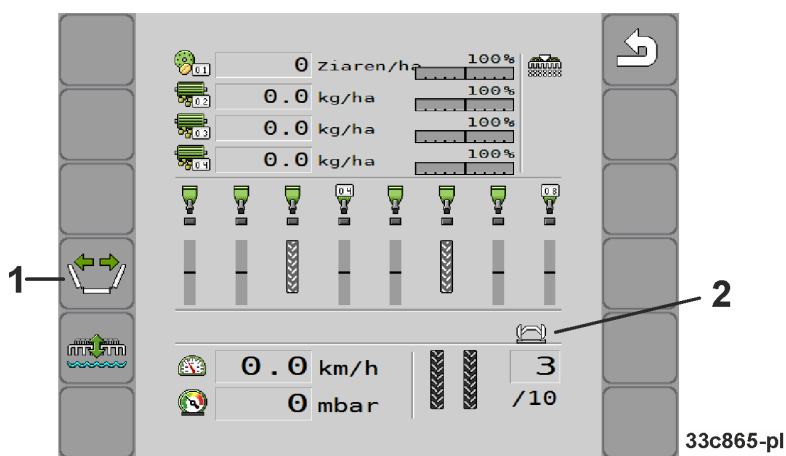 01 0 Ziaren/ha 100%
02 0.0 kg/ha 100%
03 0.0 kg/ha 100%
04 0.0 kg/ha 100%
04 08
1
2
0.0 km/h 3
0 mbar /10
33c865-pl